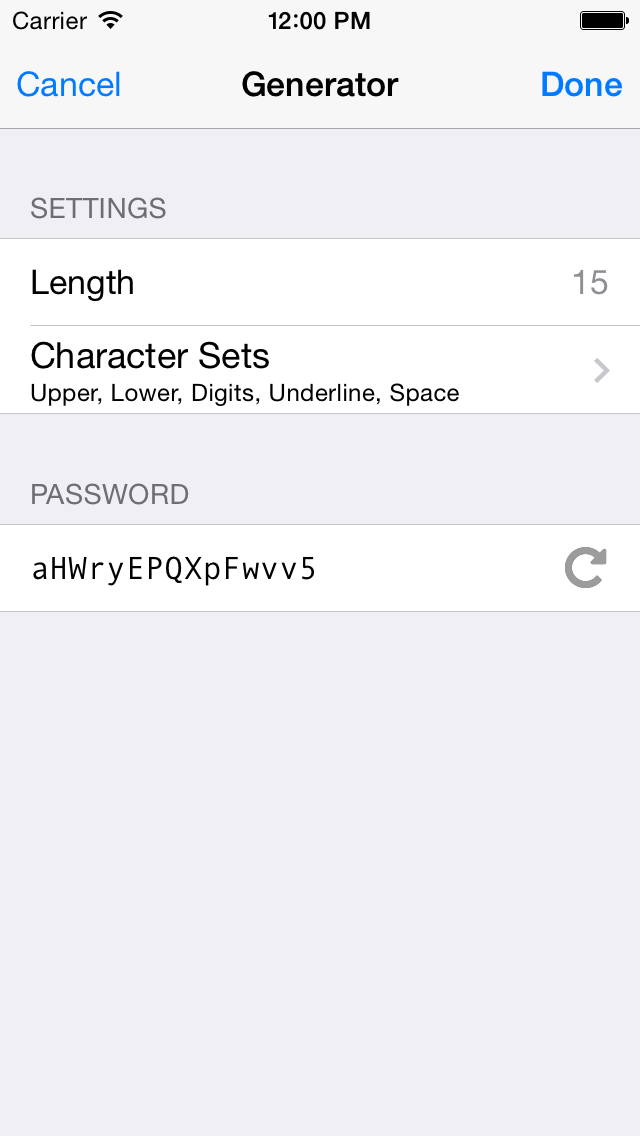 Carrier 12:00 PM
Cancel Generator Done
SETTINGS
Length 15
Character Sets
Upper, Lower, Digits, Underline, Space
PASSWORD
aHWryEPQXpFwvv5